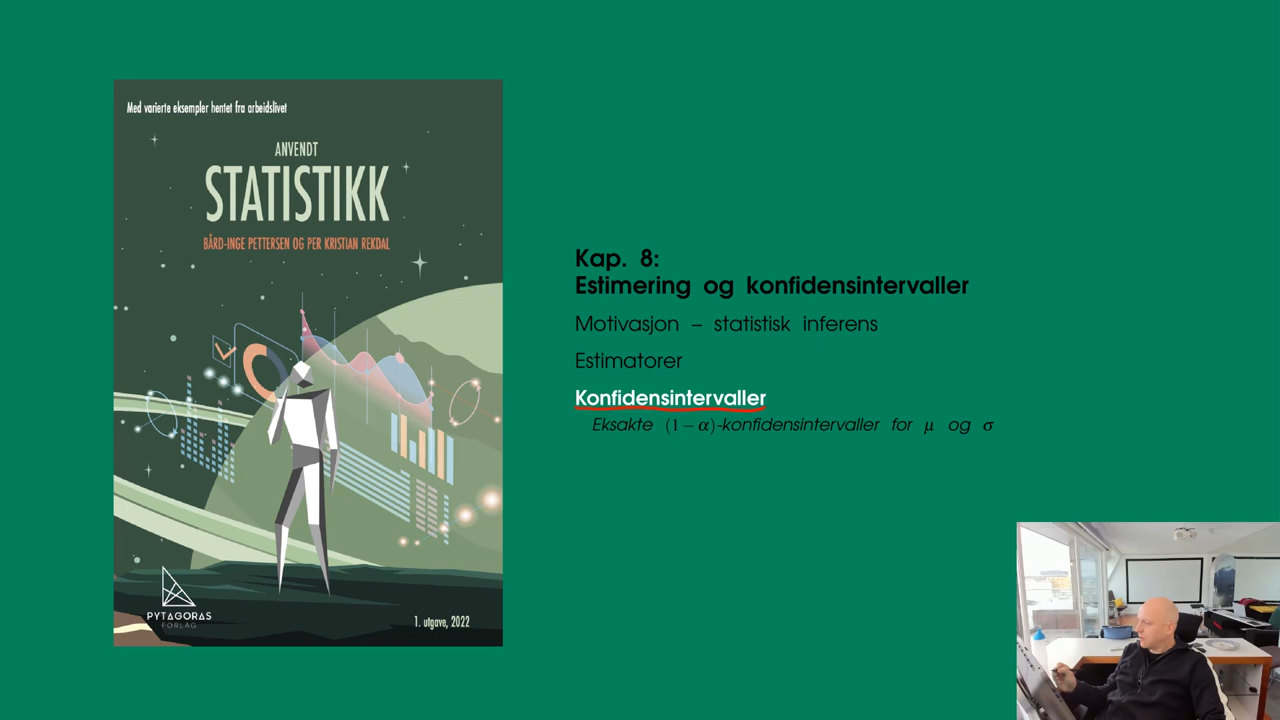 Med varierte eksempler hentet fra arbeidslivet
ANVENDT
STATISTIKK
BÅRD-INGE PETTERSEN OG PER KRISTIAN REKDAL
PYTAGORAS
FORLAG
1. utgave, 2022
Kap. 8:
Estimering og konfidensintervaller
Motivasjon – statistisk inferens
Estimatorer
Konfidensintervaller
Eksakte (1 − α)-konfidensintervaller for μ og σ